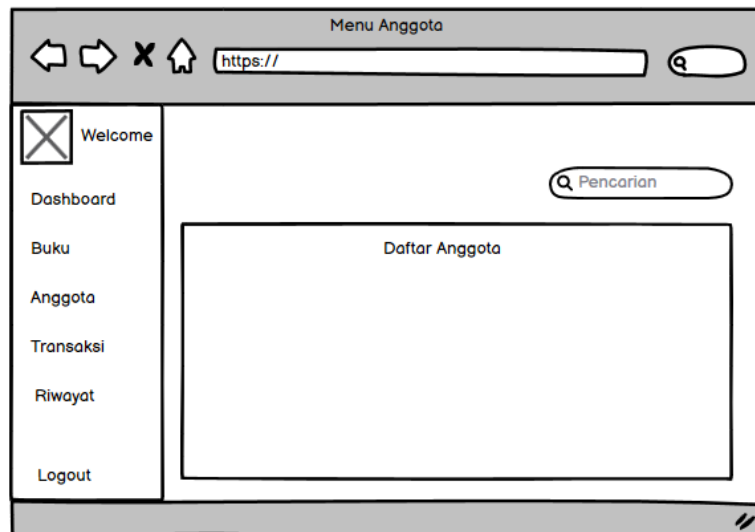 Menu Anggota
https://
Welcome
Pencarian
Dashboard
Buku
Daftar Anggota
Anggota
Transaksi
Riwayat
Logout